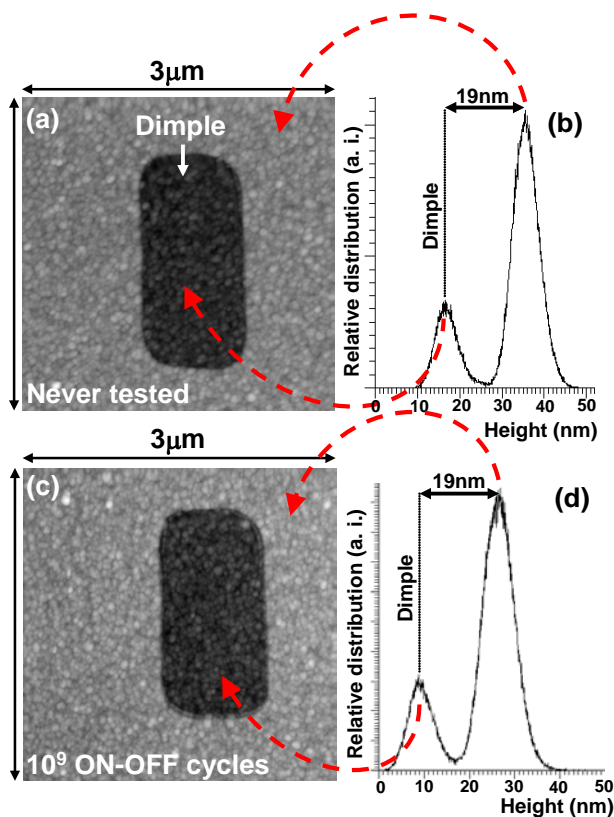 3μm
(a)
Dimple
Never tested
19nm
(b)
Relative distribution (a. i.)
Dimple
0 10 20 30 40 50
Height (nm)
3μm
(c)
10⁹ ON-OFF cycles
19nm
(d)
Relative distribution (a. i.)
Dimple
0 10 20 30 40 50
Height (nm)